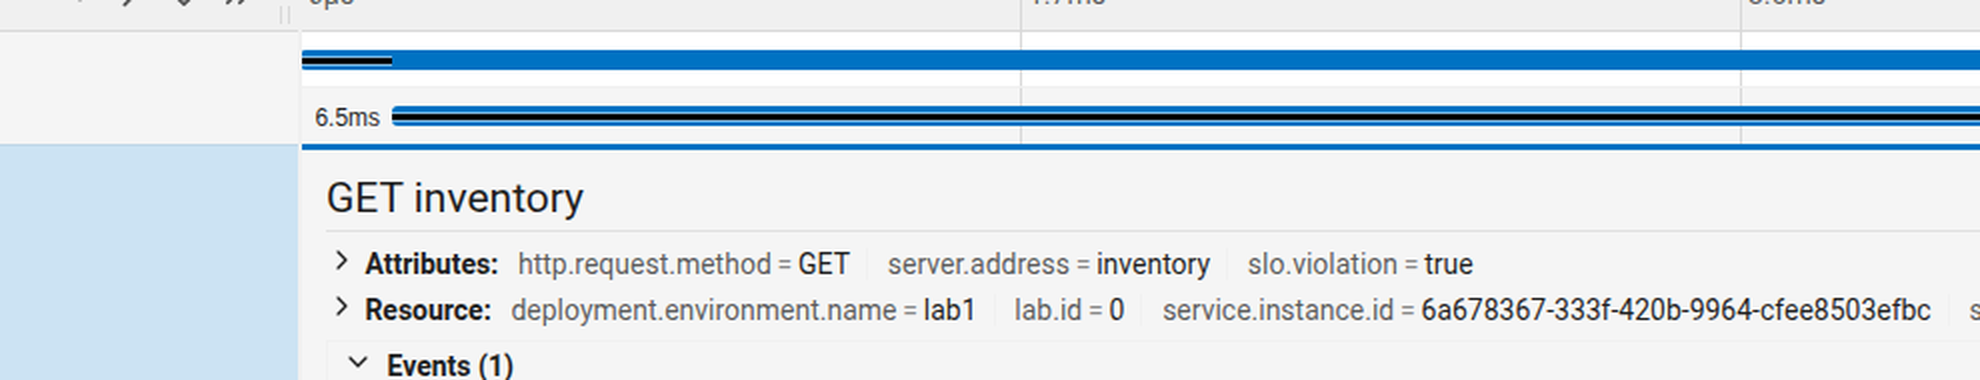 6.5ms
GET inventory
Attributes: http.request.method = GET server.address = inventory slo.violation = true
Resource: deployment.environment.name = lab1 lab.id = 0 service.instance.id = 6a678367-333f-420b-9964-cfee8503efbc
Events (1)